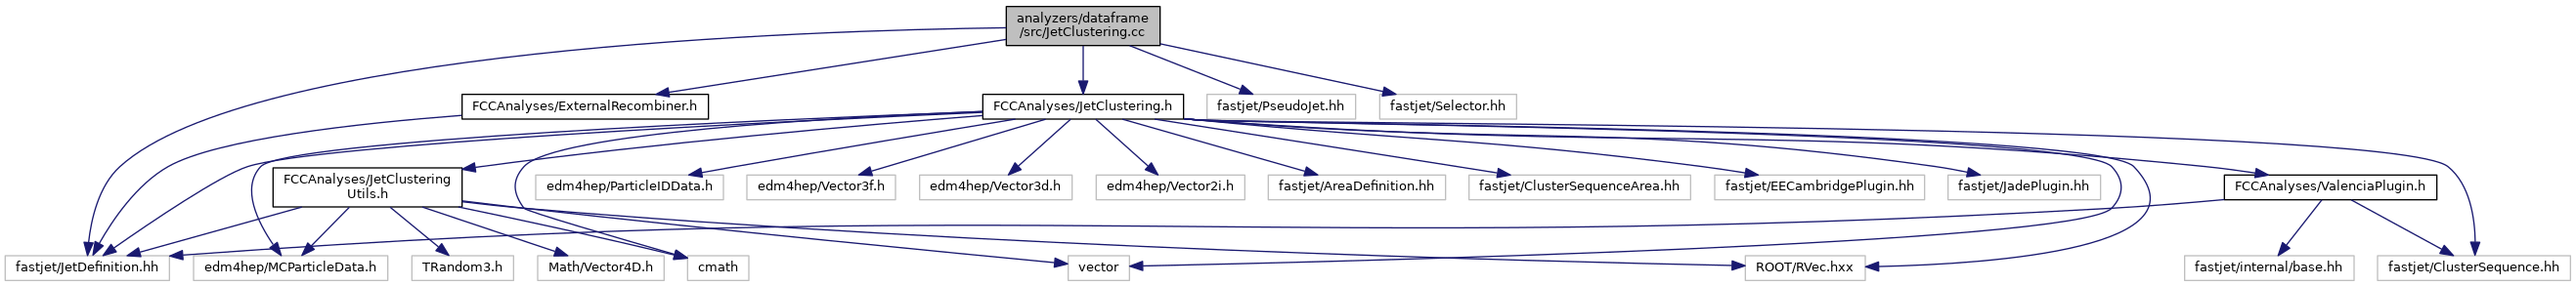 analyzers/dataframe
/src/JetClustering.cc
FCCAnalyses/ExternalRecombiner.h
FCCAnalyses/JetClustering.h
fastjet/PseudoJet.hh
fastjet/Selector.hh
FCCAnalyses/JetClustering
Utils.h
edm4hep/ParticleIDData.h
edm4hep/Vector3f.h
edm4hep/Vector3d.h
edm4hep/Vector2i.h
fastjet/AreaDefinition.hh
fastjet/ClusterSequenceArea.hh
fastjet/EECambridgePlugin.hh
fastjet/JadePlugin.hh
FCCAnalyses/ValenciaPlugin.h
fastjet/JetDefinition.hh
edm4hep/MCParticleData.h
TRandom3.h
Math/Vector4D.h
cmath
vector
ROOT/RVec.hxx
fastjet/internal/base.hh
fastjet/ClusterSequence.hh